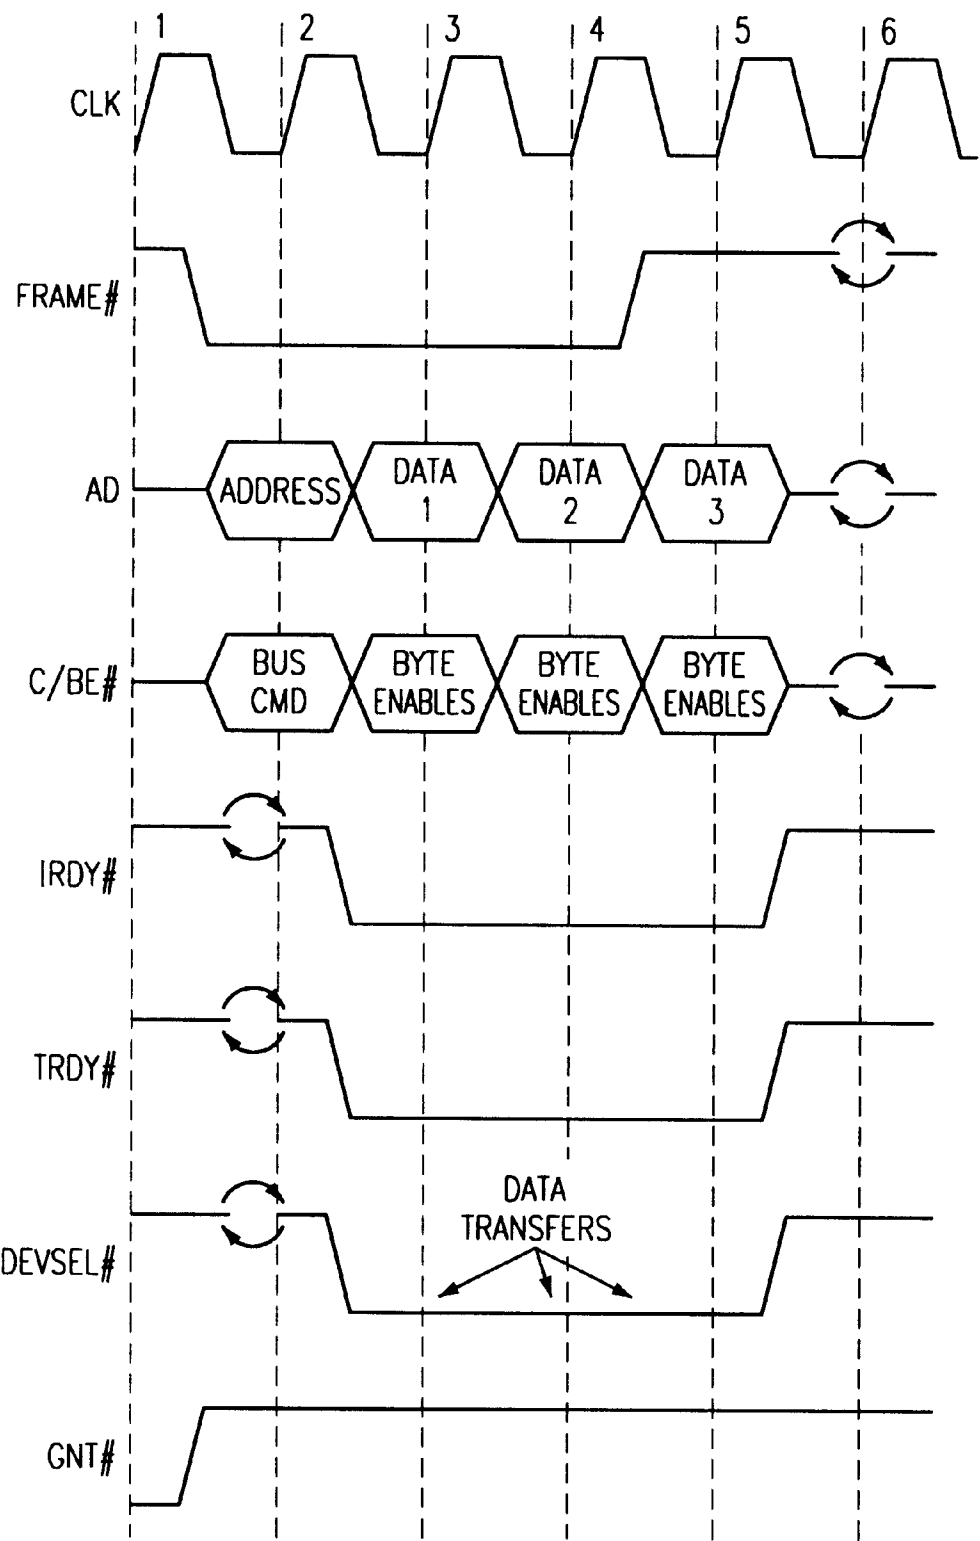 1 2 3 4 5 6
CLK
FRAME#
AD
ADDRESS
DATA
1
DATA
2
DATA
3
C/BE#
BUS
CMD
BYTE
ENABLES
BYTE
ENABLES
BYTE
ENABLES
IRDY#
TRDY#
DATA
TRANSFERS
DEVSEL#
GNT#